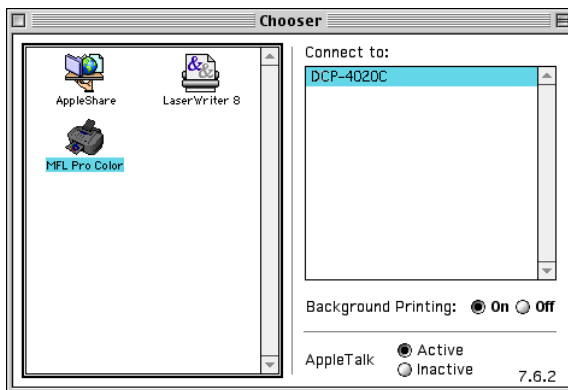 Chooser
AppleShare
LaserWriter 8
MFL Pro Color
Connect to:
DCP-4020C
Background Printing: On Off
AppleTalk
Active
Inactive
7.6.2